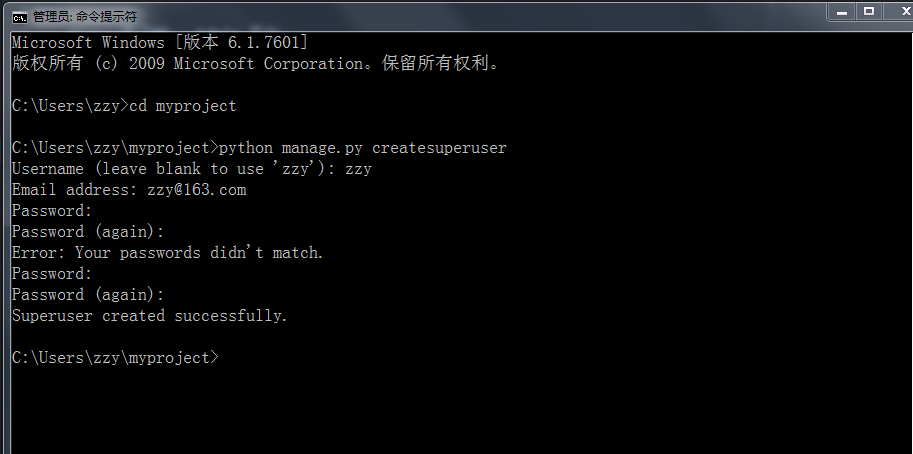 管理员: 命令提示符
Microsoft Windows [版本 6.1.7601]
版权所有 (c) 2009 Microsoft Corporation。保留所有权利。
C:\Users\zzy>cd myproject
C:\Users\zzy\myproject>python manage.py createsuperuser
Username (leave blank to use 'zzy'): zzy
Email address: zzy@163.com
Password:
Password (again):
Error: Your passwords didn't match.
Password:
Password (again):
Superuser created successfully.
C:\Users\zzy\myproject>